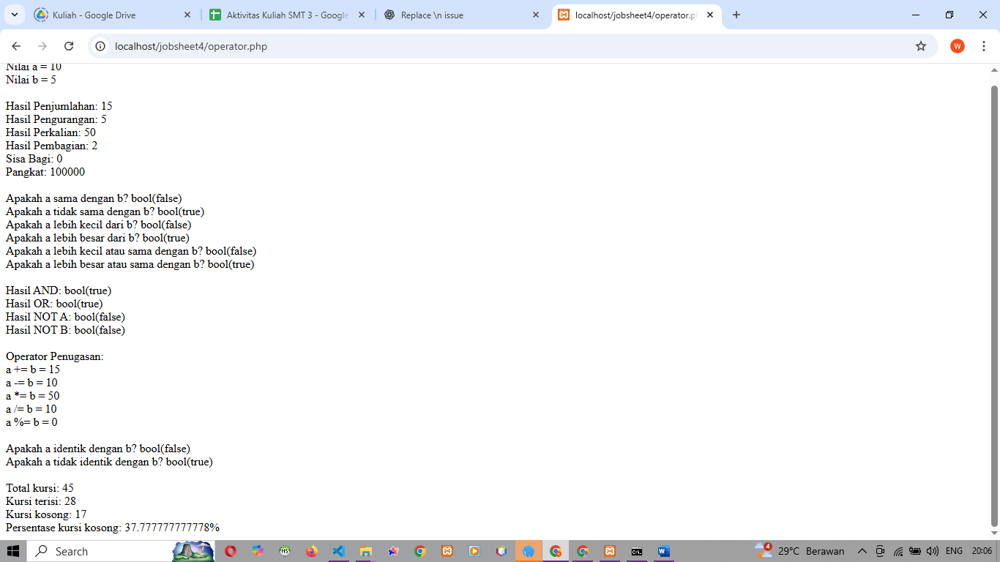 Kuliah - Google Drive
Aktivitas Kuliah SMT 3 - Google
Replace \n issue
localhost/jobsheet4/operator.p
localhost/jobsheet4/operator.php
W
Nilai a = 10
Nilai b = 5
Hasil Penjumlahan: 15
Hasil Pengurangan: 5
Hasil Perkalian: 50
Hasil Pembagian: 2
Sisa Bagi: 0
Pangkat: 100000
Apakah a sama dengan b? bool(false)
Apakah a tidak sama dengan b? bool(true)
Apakah a lebih kecil dari b? bool(false)
Apakah a lebih besar dari b? bool(true)
Apakah a lebih kecil atau sama dengan b? bool(false)
Apakah a lebih besar atau sama dengan b? bool(true)
Hasil AND: bool(true)
Hasil OR: bool(true)
Hasil NOT A: bool(false)
Hasil NOT B: bool(false)
Operator Penugasan:
a += b = 15
a -= b = 10
a *= b = 50
a /= b = 10
a %= b = 0
Apakah a identik dengan b? bool(false)
Apakah a tidak identik dengan b? bool(true)
Total kursi: 45
Kursi terisi: 28
Kursi kosong: 17
Persentase kursi kosong: 37.777777777778%
Search
HS
4
29°C Berawan
ENG
20:06